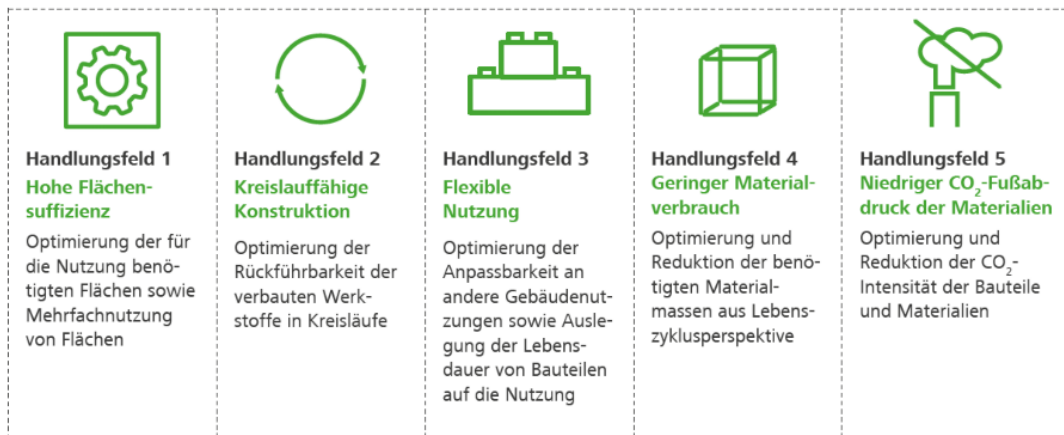 Handlungsfeld 1
Hohe Flächen-
suffizienz
Optimierung der für
die Nutzung benö-
tigten Flächen sowie
Mehrfachnutzung
von Flächen
Handlungsfeld 2
Kreislauffähige
Konstruktion
Optimierung der
Rückführbarkeit der
verbauten Werk-
stoffe in Kreisläufe
Handlungsfeld 3
Flexible
Nutzung
Optimierung der
Anpassbarkeit an
andere Gebäudenut-
zungen sowie Ausle-
gung der Lebens-
dauer von Bauteilen
auf die Nutzung
Handlungsfeld 4
Geringer Material-
verbrauch
Optimierung und
Reduktion der benö-
tigten Material-
massen aus Lebens-
zyklusperspektive
Handlungsfeld 5
Niedriger CO₂-Fußab-
druck der Materialien
Optimierung und
Reduktion der CO₂-
Intensität der Bauteile
und Materialien